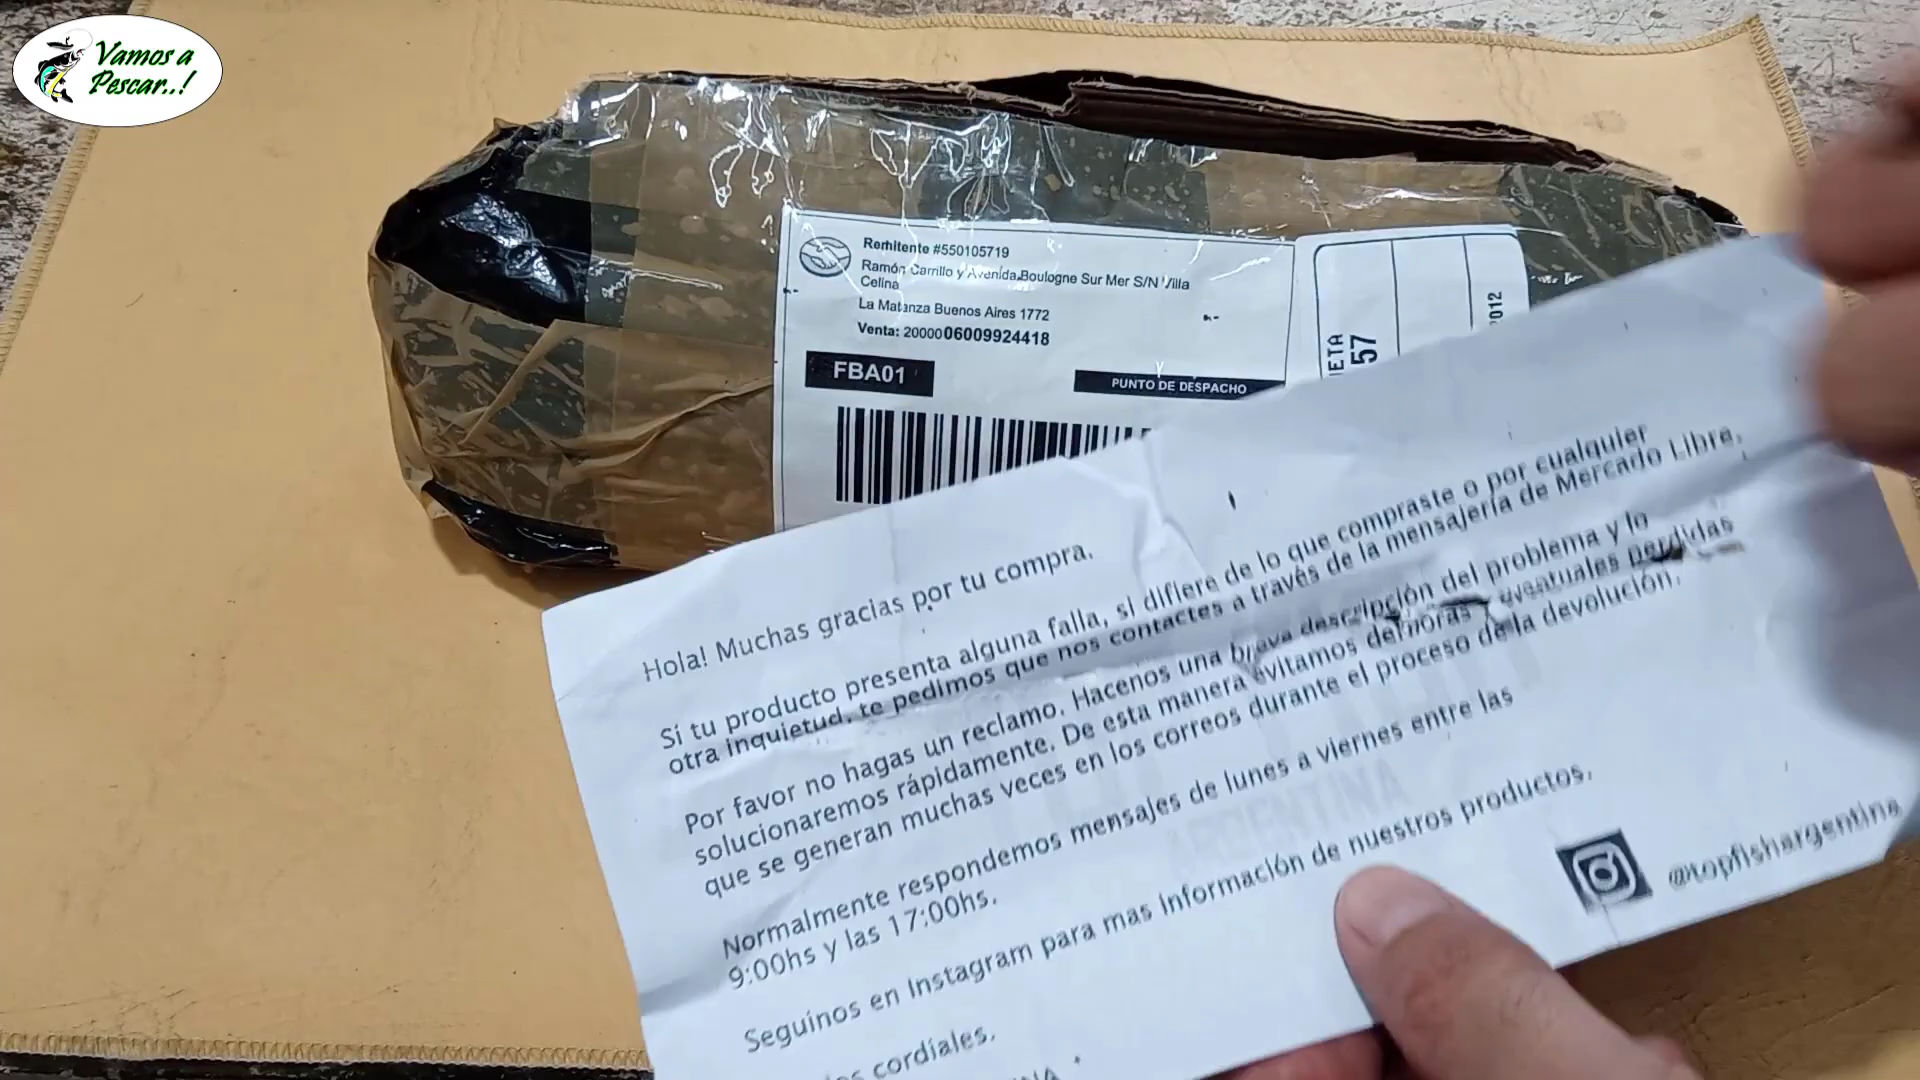 Vamos a
Pescar..!
Remitente #550105719
Ramón Carrillo y Avenida Boulogne Sur Mer S/N Villa
Celina
La Matanza Buenos Aires 1772
Venta: 2000006009924418
FBA01
PUNTO DE DESPACHO
57
012
Hola! Muchas gracias por tu compra.
Si tu producto presenta alguna falla, si difiere de lo que compraste o por cualquier
otra inquietud, te pedimos que nos contactes a través de la mensajería de Mercado Libre.
Por favor no hagas un reclamo. Hacenos una breve descripción del problema y lo
solucionaremos rápidamente. De esta manera evitamos demoras y eventuales perdidas
que se generan muchas veces en los correos durante el proceso de la devolución.
Normalmente respondemos mensajes de lunes a viernes entre las
9:00hs y las 17:00hs.
Seguinos en Instagram para mas información de nuestros productos.
@topfishargentina
cordiales.